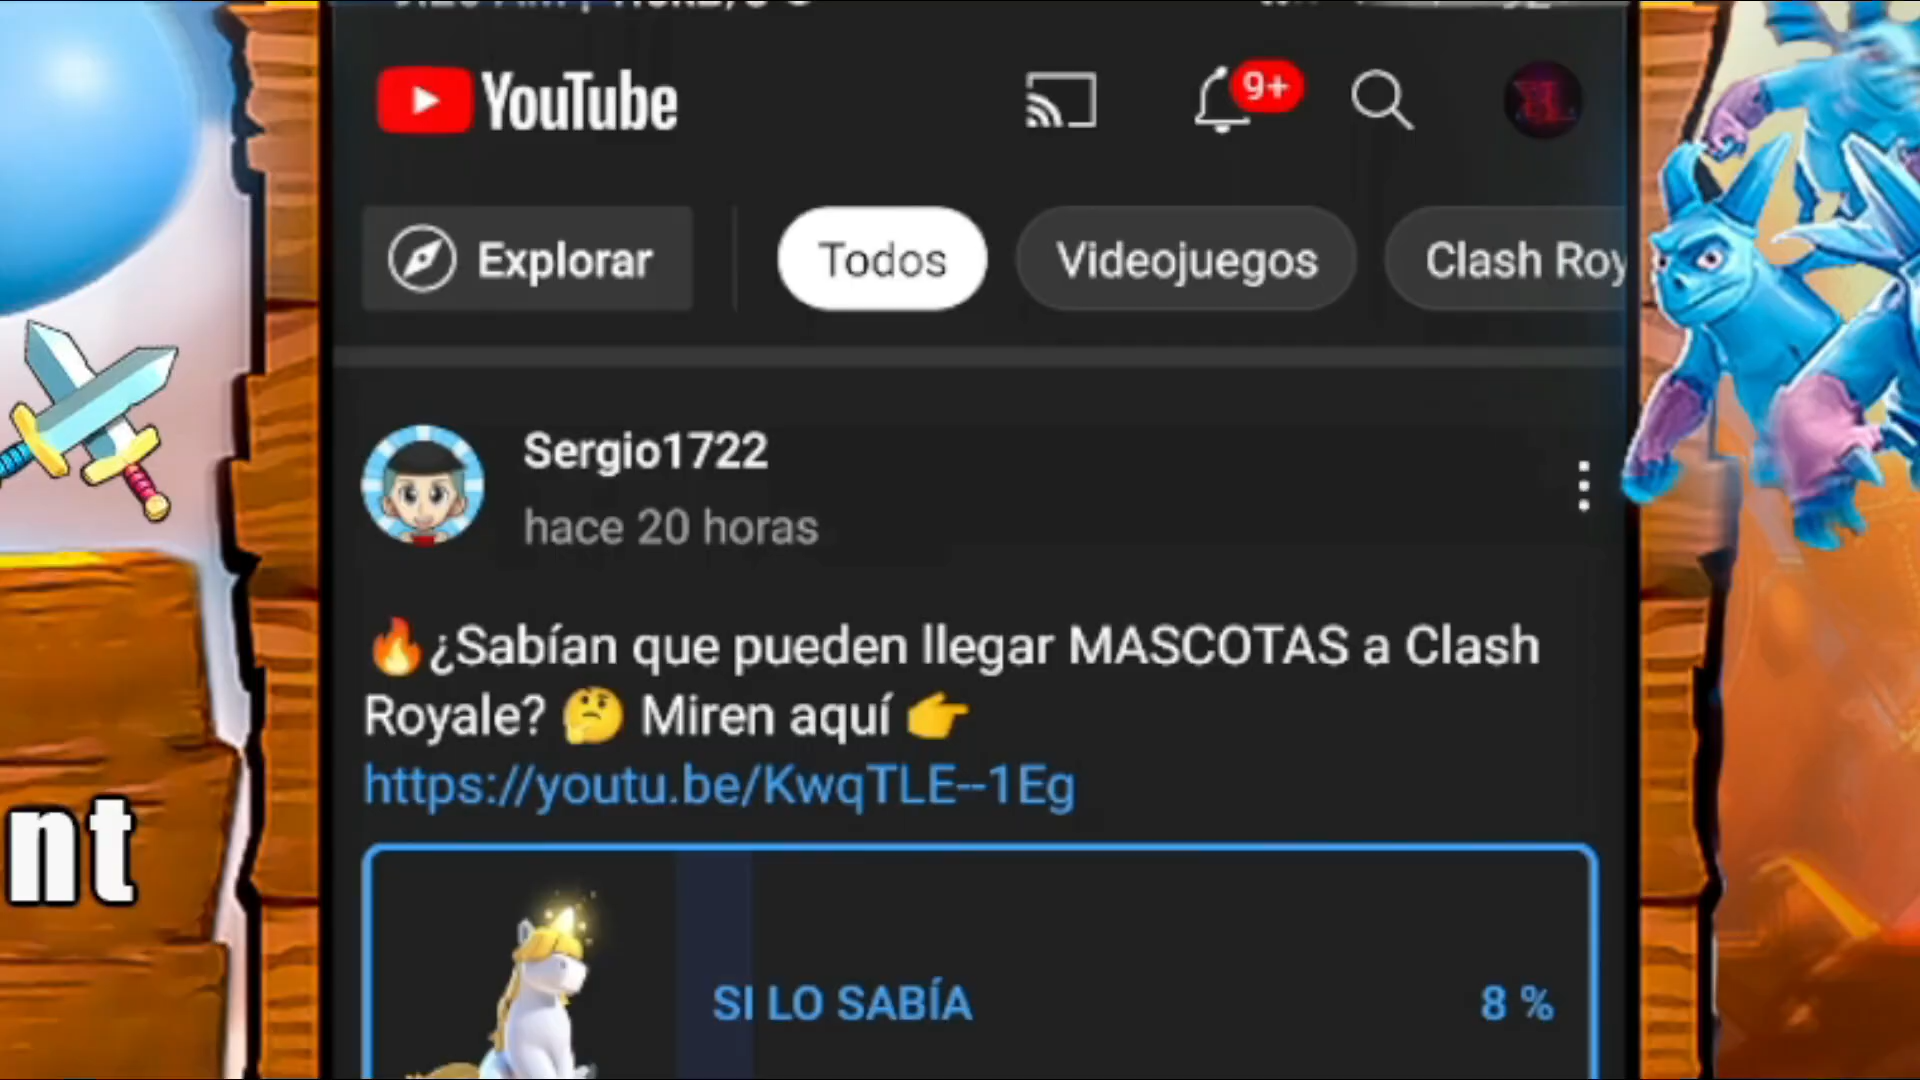 YouTube
9+
Explorar
Todos
Videojuegos
Clash Roy
Sergio1722
hace 20 horas
🔥¿Sabían que pueden llegar MASCOTAS a Clash
Royale? 🤔 Miren aquí 👉
https://youtu.be/KwqTLE--1Eg
nt
SI LO SABÍA
8 %